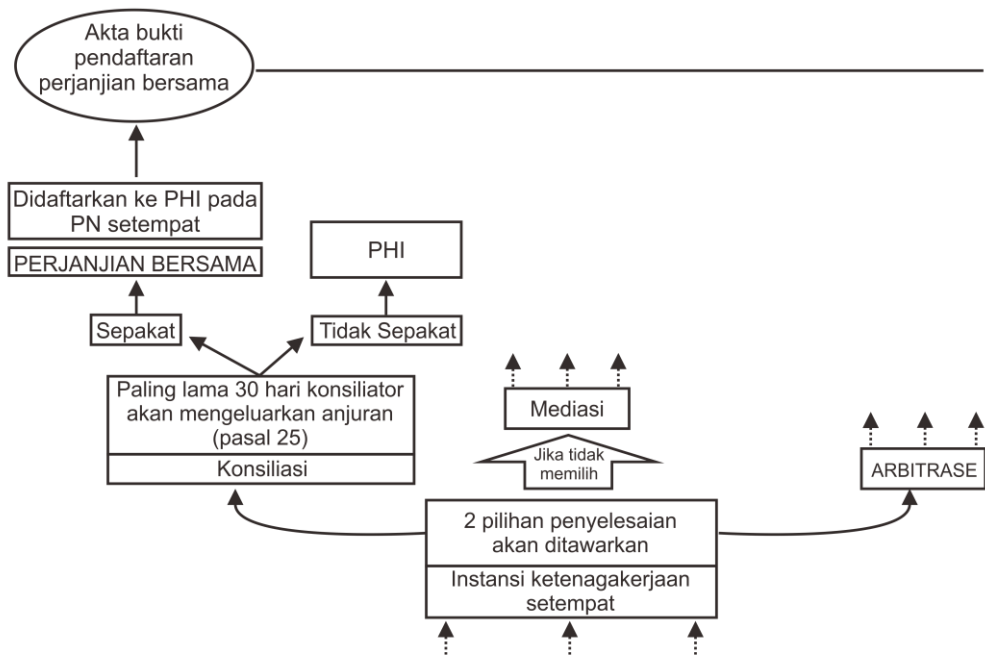 Akta bukti
pendaftaran
perjanjian bersama
Didaftarkan ke PHI pada
PN setempat
PERJANJIAN BERSAMA
PHI
Sepakat
Tidak Sepakat
Paling lama 30 hari konsiliator
akan mengeluarkan anjuran
(pasal 25)
Konsiliasi
Mediasi
Jika tidak
memilih
ARBITRASE
2 pilihan penyelesaian
akan ditawarkan
Instansi ketenagakerjaan
setempat